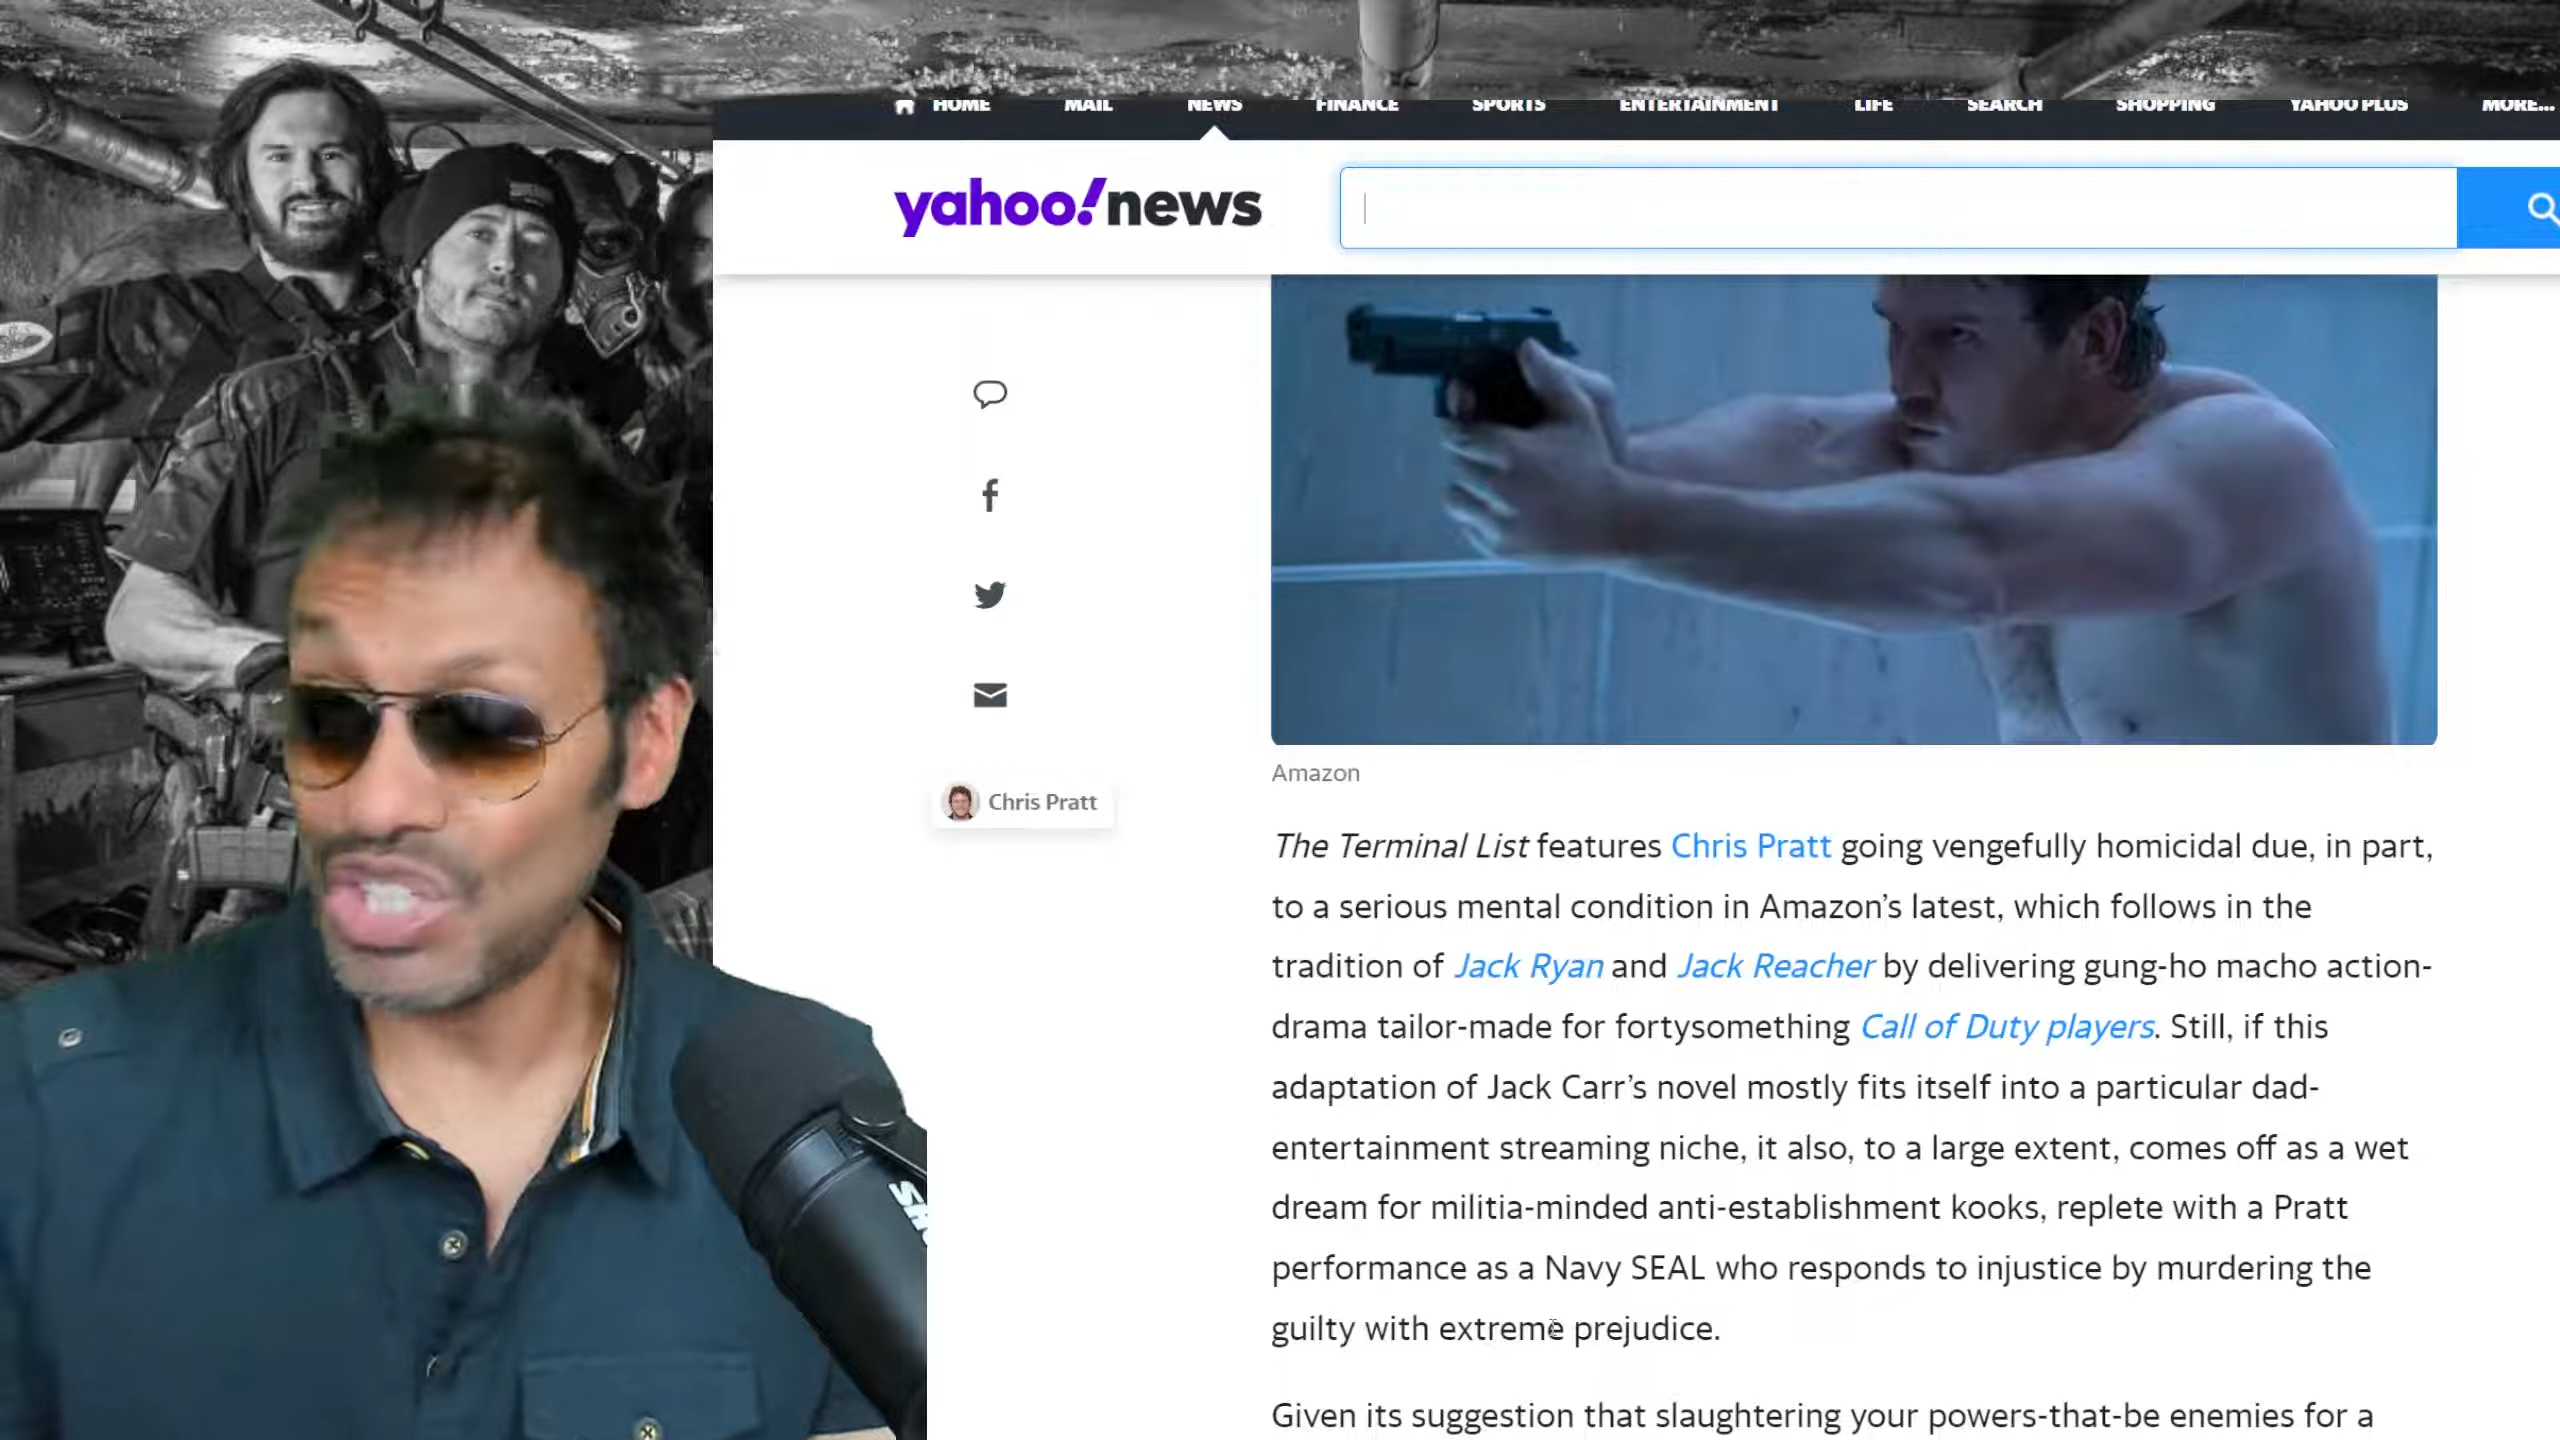 HOME MAIL NEWS FINANCE SPORTS ENTERTAINMENT LIFE SEARCH SHOPPING YAHOO PLUS MORE...
yahoo!news
Amazon
Chris Pratt
The Terminal List features Chris Pratt going vengefully homicidal due, in part,
to a serious mental condition in Amazon’s latest, which follows in the
tradition of Jack Ryan and Jack Reacher by delivering gung-ho macho action-
drama tailor-made for fortysomething Call of Duty players. Still, if this
adaptation of Jack Carr’s novel mostly fits itself into a particular dad-
entertainment streaming niche, it also, to a large extent, comes off as a wet
dream for militia-minded anti-establishment kooks, replete with a Pratt
performance as a Navy SEAL who responds to injustice by murdering the
guilty with extreme prejudice.
Given its suggestion that slaughtering your powers-that-be enemies for a